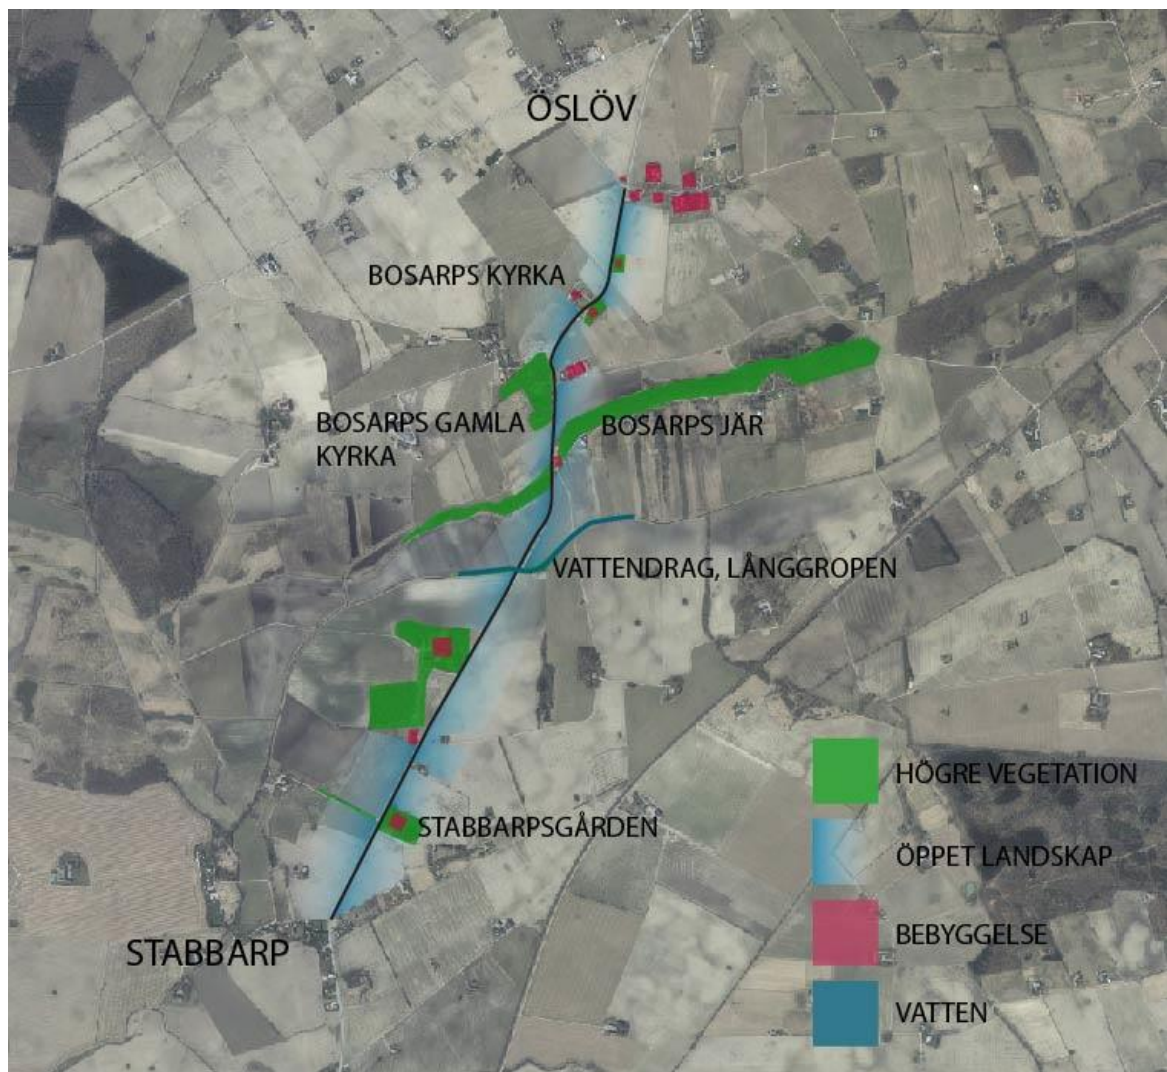 ÖSLÖV
BOSARPS KYRKA
BOSARPS GAMLA
KYRKA
BOSARPS JÄR
VATTENDRAG, LÅNGGROPEN
STABBARPSGÅRDEN
STABBARP
HÖGRE VEGETATION
ÖPPET LANDSKAP
BEBYGGELSE
VATTEN